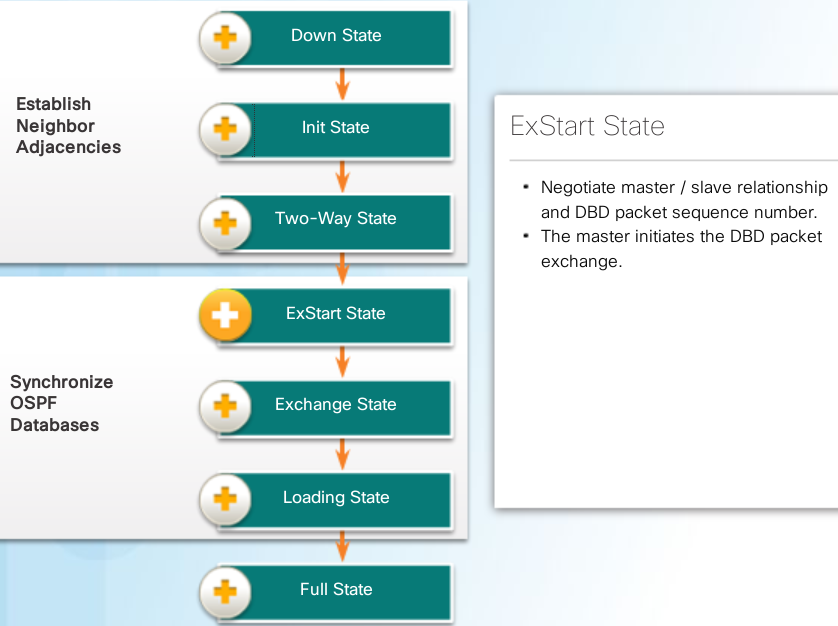 Down State
Establish
Neighbor
Adjacencies
Init State
Two-Way State
ExStart State
Synchronize
OSPF
Databases
Exchange State
Loading State
Full State
ExStart State
• Negotiate master / slave relationship
and DBD packet sequence number.
• The master initiates the DBD packet
exchange.